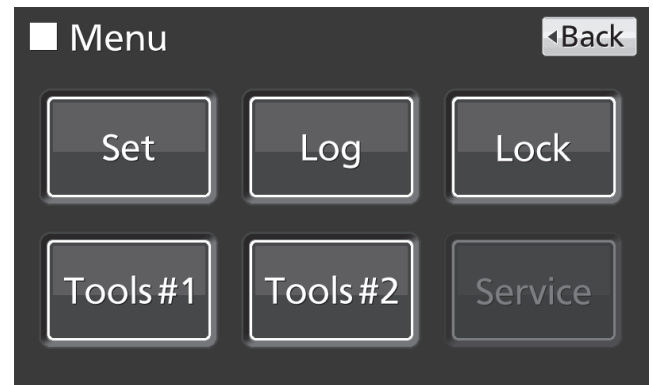 Menu
◂Back
Set
Log
Lock
Tools #1
Tools #2
Service